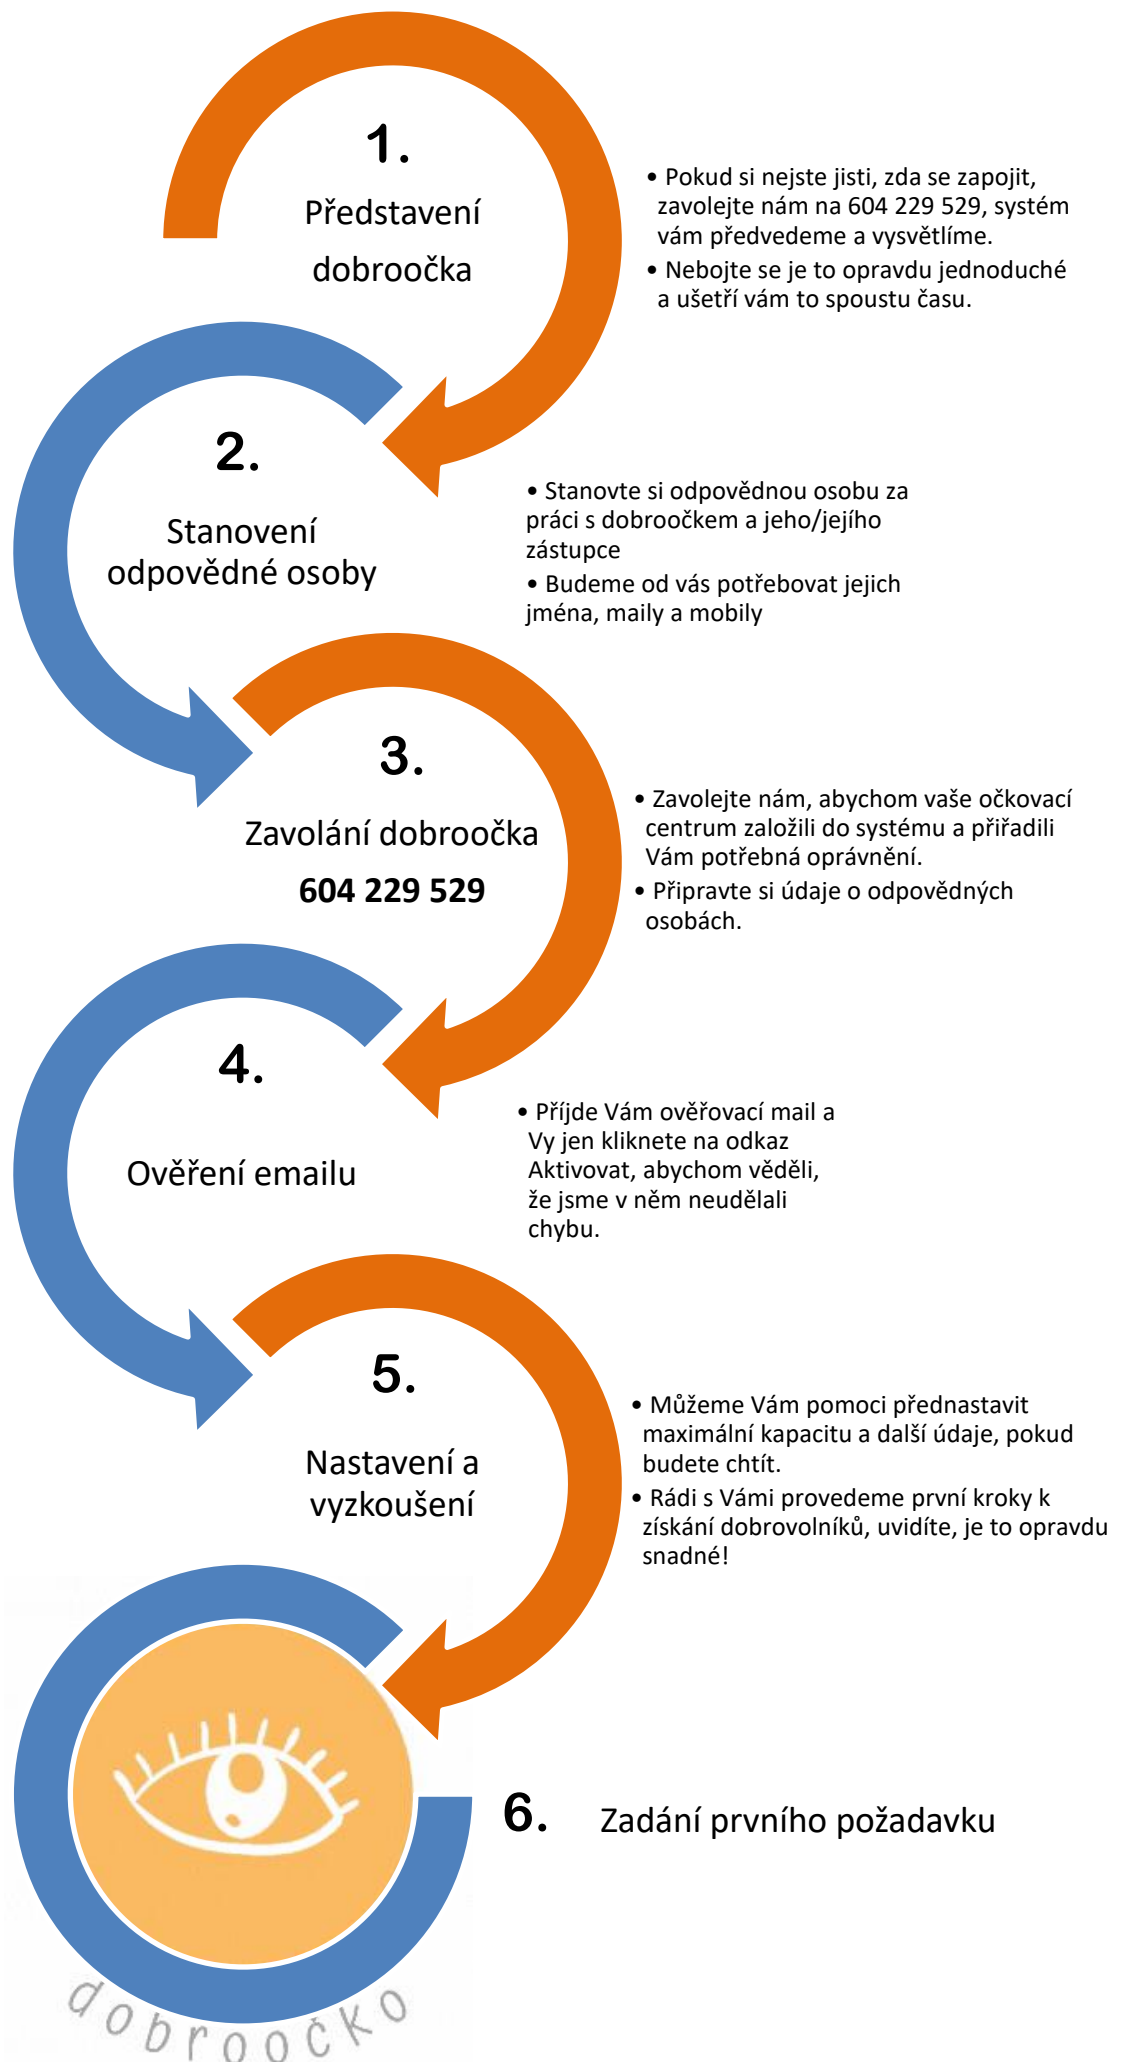 1.
Představení
dobroočka
• Pokud si nejste jisti, zda se zapojit,
zavolejte nám na 604 229 529, systém
vám předvedeme a vysvětlíme.
• Nebojte se je to opravdu jednoduché
a ušetří vám to spoustu času.
2.
Stanovení
odpovědné osoby
• Stanovte si odpovědnou osobu za
práci s dobroočkem a jeho/jejího
zástupce
• Budeme od vás potřebovat jejich
jména, maily a mobily
3.
Zavolání dobroočka
604 229 529
• Zavolejte nám, abychom vaše očkovací
centrum založili do systému a přiřadili
Vám potřebná oprávnění.
• Připravte si údaje o odpovědných
osobách.
4.
Ověření emailu
• Příjde Vám ověřovací mail a
Vy jen kliknete na odkaz
Aktivovat, abychom věděli,
že jsme v něm neudělali
chybu.
5.
Nastavení a
vyzkoušení
• Můžeme Vám pomoci přednastavit
maximální kapacitu a další údaje, pokud
budete chtít.
• Rádi s Vámi provedeme první kroky k
získání dobrovolníků, uvidíte, je to opravdu
snadné!
6. Zadání prvního požadavku
dobroočko